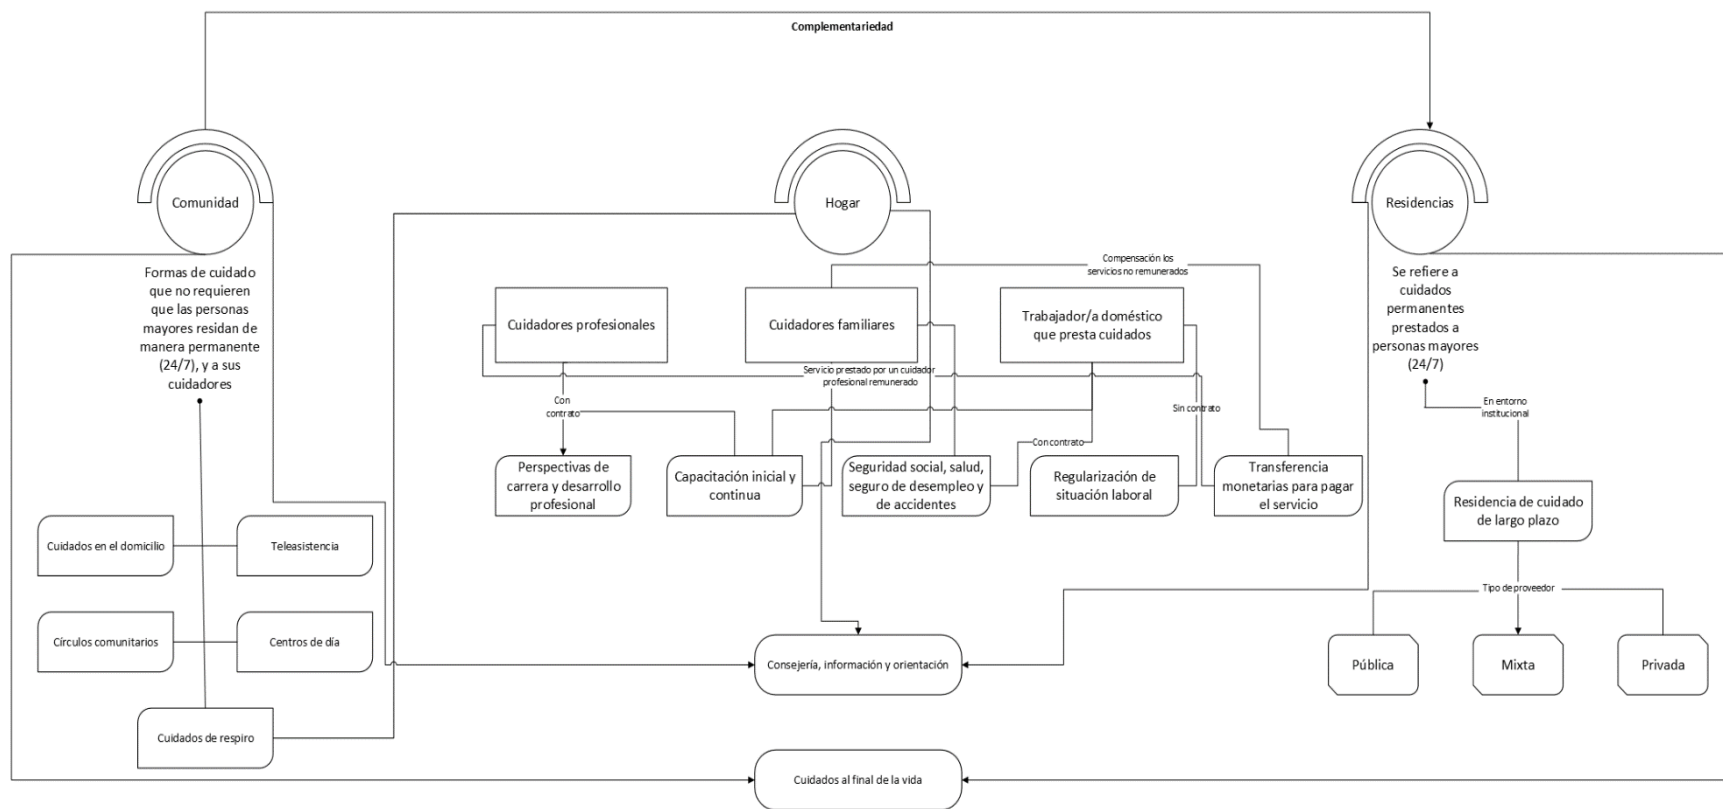 Complementariedad
Comunidad
Hogar
Residencias
Formas de cuidado
que no requieren
que las personas
mayores residan de
manera permanente
(24/7), y a sus
cuidadores
Compensación los
servicios no remunerados
Se refiere a
cuidados
permanentes
prestados a
personas mayores
(24/7)
Cuidadores profesionales
Cuidadores familiares
Trabajador/a doméstico
que presta cuidados
Servicio prestado por un cuidador
profesional remunerado
Con
contrato
Sin contrato
Con contrato
En entorno
institucional
Perspectivas de
carrera y desarrollo
profesional
Capacitación inicial y
continua
Seguridad social, salud,
seguro de desempleo y
de accidentes
Regularización de
situación laboral
Transferencia
monetarias para pagar
el servicio
Residencia de cuidado
de largo plazo
Cuidados en el domicilio
Teleasistencia
Tipo de proveedor
Círculos comunitarios
Centros de día
Consejería, información y orientación
Pública
Mixta
Privada
Cuidados de respiro
Cuidados al final de la vida